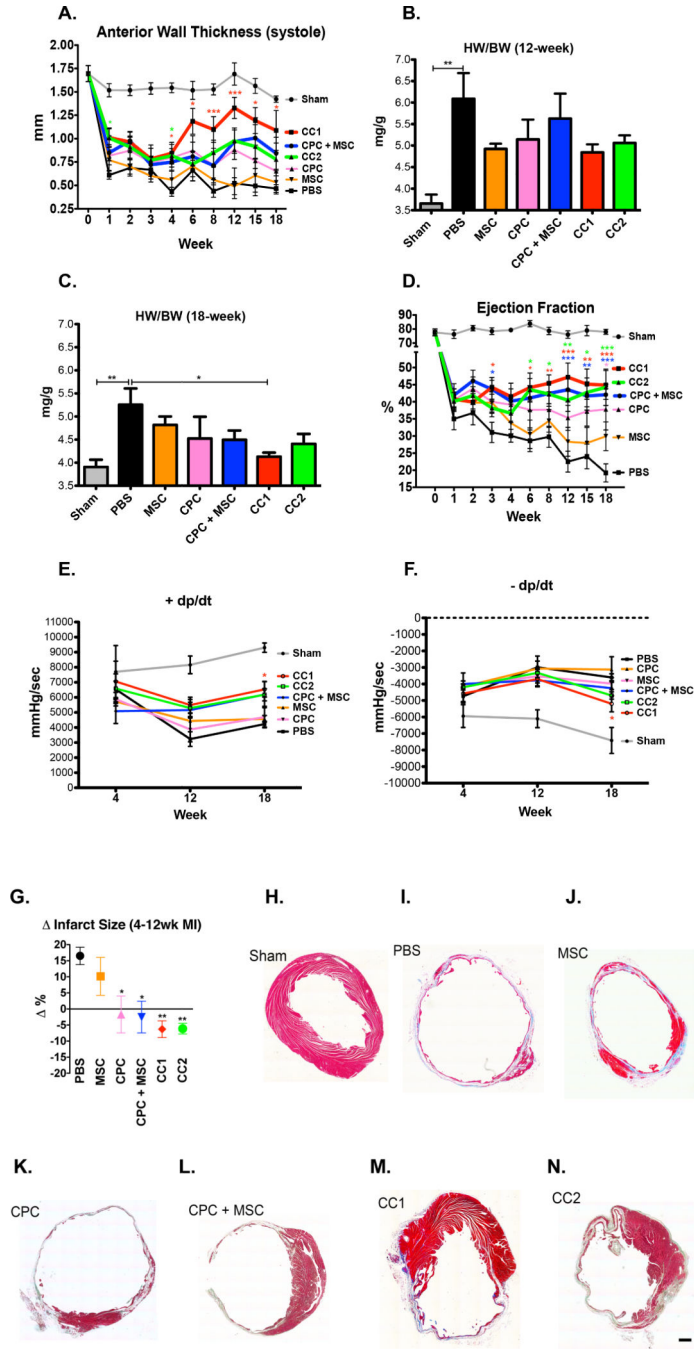 A.
Anterior Wall Thickness (systole)
2.00
1.75
1.50
1.25
1.00
0.75
0.50
0.25
mm
0 1 2 3 4 6 8 12 15 18
Week
Sham
CC1
CPC + MSC
CC2
CPC
MSC
PBS
* * * * *** *** * *
B.
HW/BW (12-week)
**
7.0
6.5
6.0
5.5
5.0
4.5
4.0
3.5
mg/g
Sham PBS MSC CPC CPC + MSC CC1 CC2
C.
HW/BW (18-week)
** *
7.0
6.5
6.0
5.5
5.0
4.5
4.0
3.5
mg/g
Sham PBS MSC CPC CPC + MSC CC1 CC2
D.
Ejection Fraction
90
80
70
50
45
40
35
30
25
20
15
%
0 1 2 3 4 6 8 12 15 18
Week
Sham
CC1
CC2
CPC + MSC
CPC
MSC
PBS
E.
+ dp/dt
11000
10000
9000
8000
7000
6000
5000
4000
3000
2000
1000
0
mmHg/sec
4 12 18
Week
Sham
CC1
CC2
CPC + MSC
MSC
CPC
PBS
*
F.
- dp/dt
0
-1000
-2000
-3000
-4000
-5000
-6000
-7000
-8000
-9000
-10000
mmHg/sec
4 12 18
Week
PBS
CPC
MSC
CPC + MSC
CC2
CC1
Sham
*
G.
Δ Infarct Size (4-12wk MI)
20
15
10
5
0
-5
-10
-15
-20
Δ %
* * ** **
PBS MSC CPC CPC + MSC CC1 CC2
H.
Sham
I.
PBS
J.
MSC
K.
CPC
L.
CPC + MSC
M.
CC1
N.
CC2